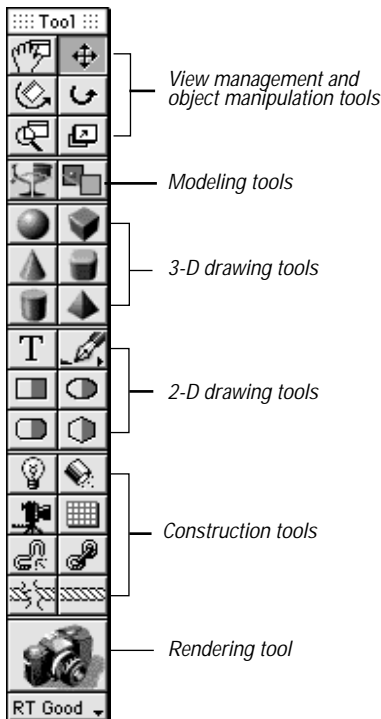 Tool
View management and
object manipulation tools
Modeling tools
3-D drawing tools
T
2-D drawing tools
Construction tools
Rendering tool
RT Good